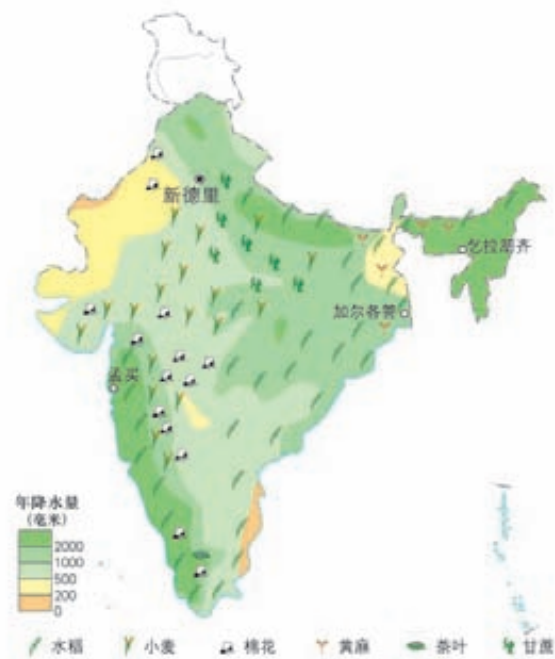 新德里
乞拉朋齐
加尔各答
孟买
年降水量
(毫米)
2000
1000
500
200
0
水稻 小麦 棉花 黄麻 茶叶 甘蔗